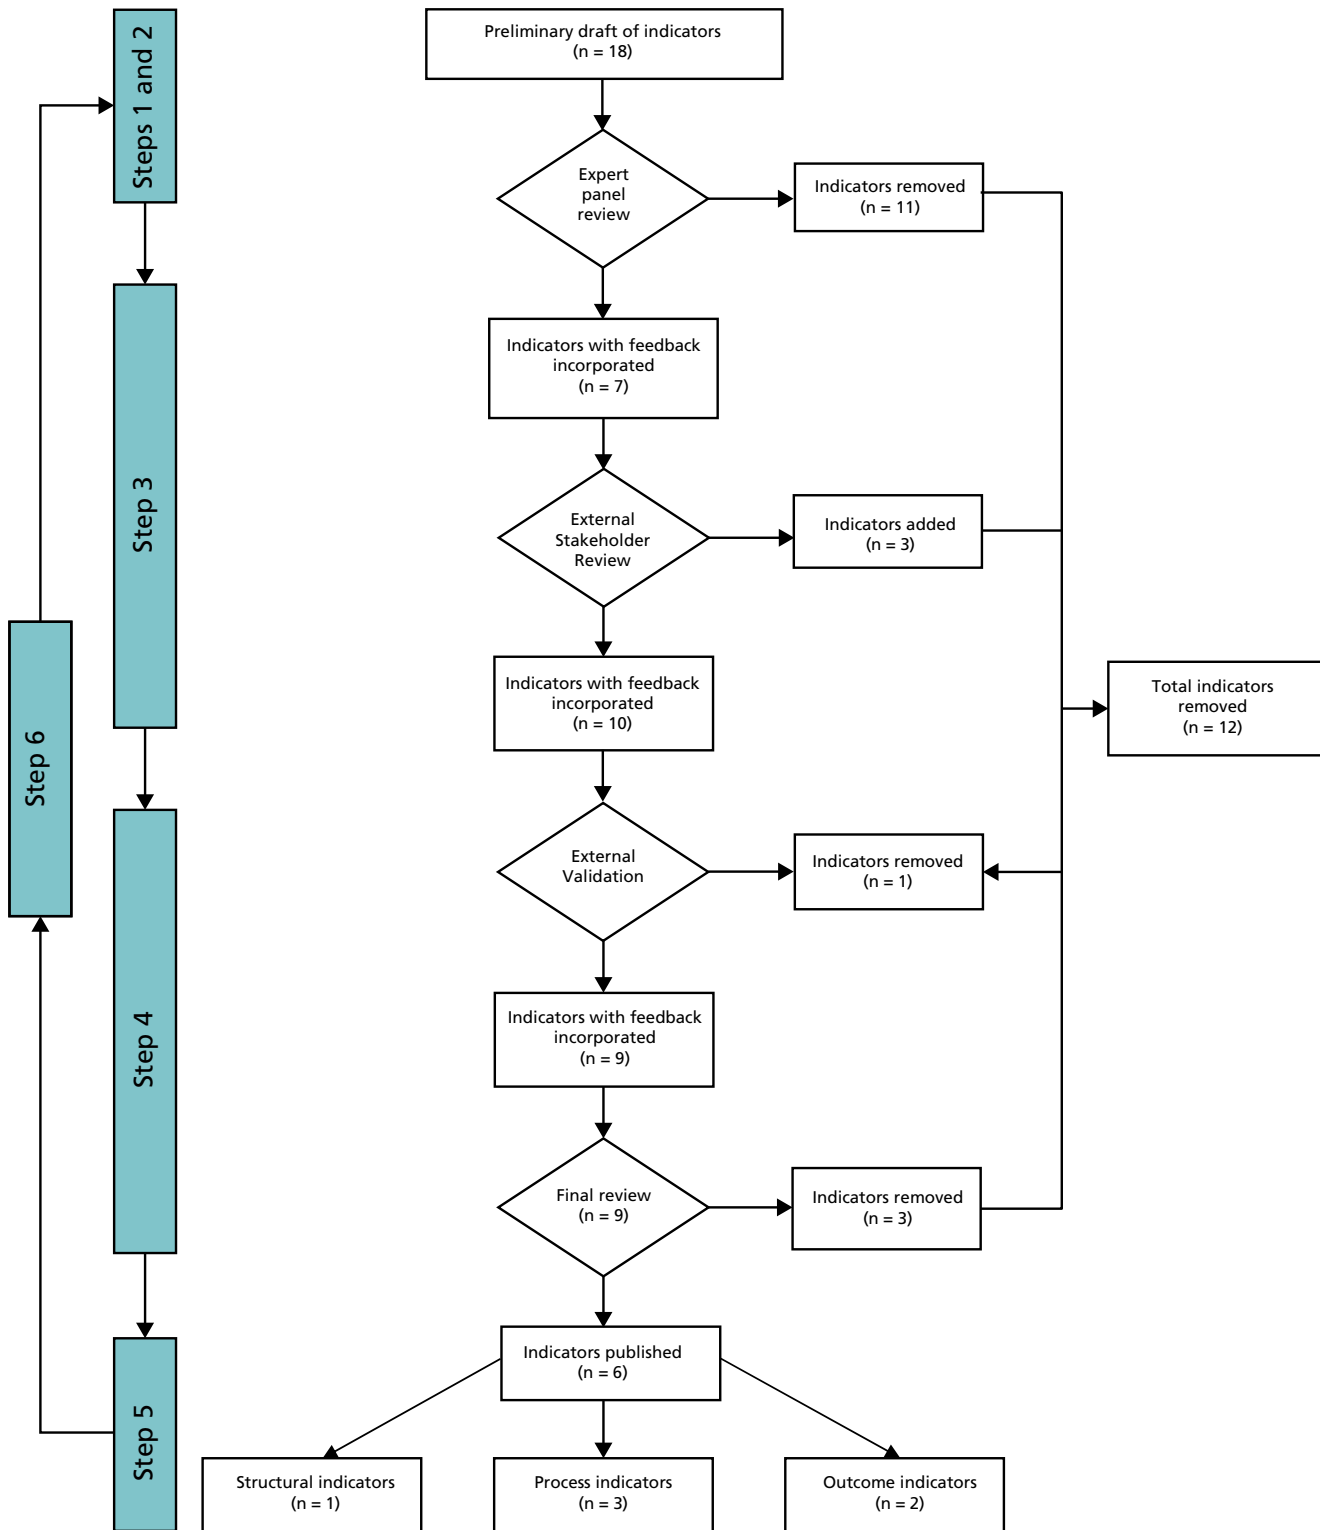 Steps 1 and 2
Step 3
Step 6
Step 4
Step 5
Preliminary draft of indicators
(n = 18)
Expert
panel
review
Indicators removed
(n = 11)
Indicators with feedback
incorporated
(n = 7)
External
Stakeholder
Review
Indicators added
(n = 3)
Indicators with feedback
incorporated
(n = 10)
Total indicators
removed
(n = 12)
External
Validation
Indicators removed
(n = 1)
Indicators with feedback
incorporated
(n = 9)
Final review
(n = 9)
Indicators removed
(n = 3)
Indicators published
(n = 6)
Structural indicators
(n = 1)
Process indicators
(n = 3)
Outcome indicators
(n = 2)